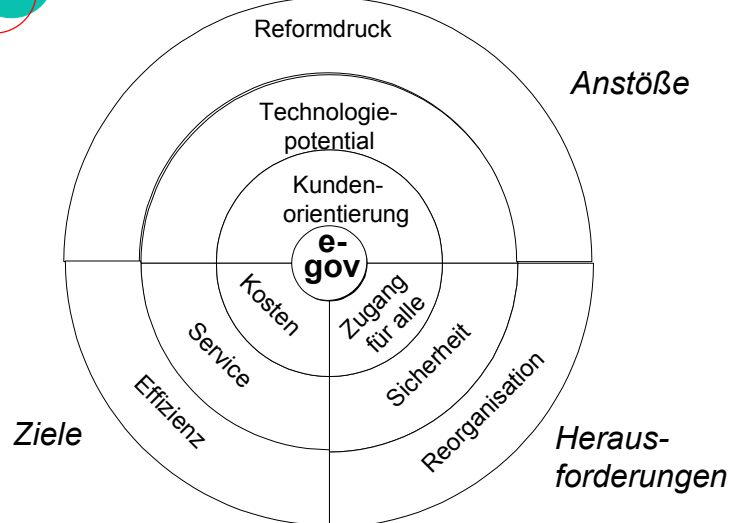 Reformdruck
Anstöße
Technologie-
potential
Kunden-
orientierung
e-
gov
Kosten
Zugang
für alle
Service
Sicherheit
Effizienz
Reorganisation
Ziele
Heraus-
forderungen